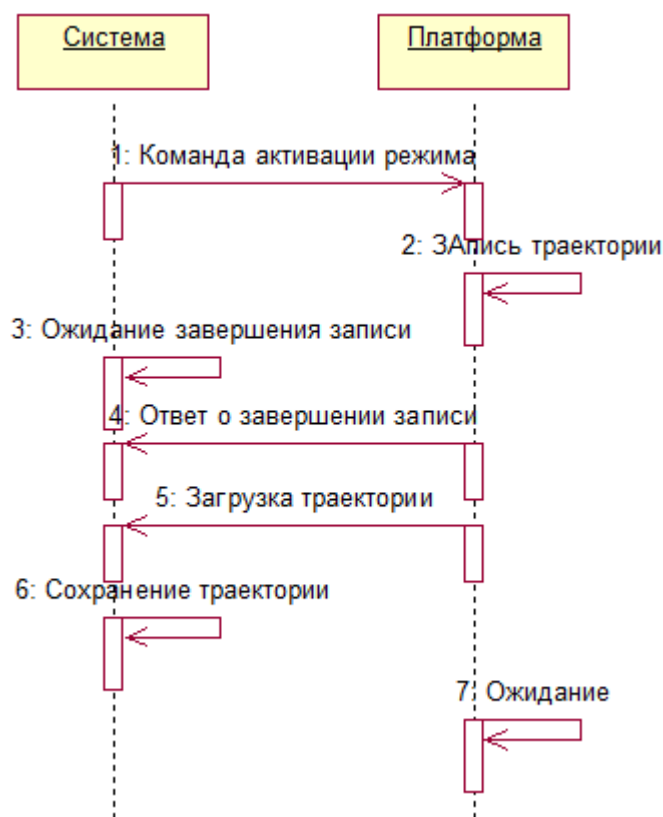 Система
Платформа
1: Команда активации режима
2: ЗАпись траектории
3: Ожидание завершения записи
4: Ответ о завершении записи
5: Загрузка траектории
6: Сохранение траектории
7: Ожидание